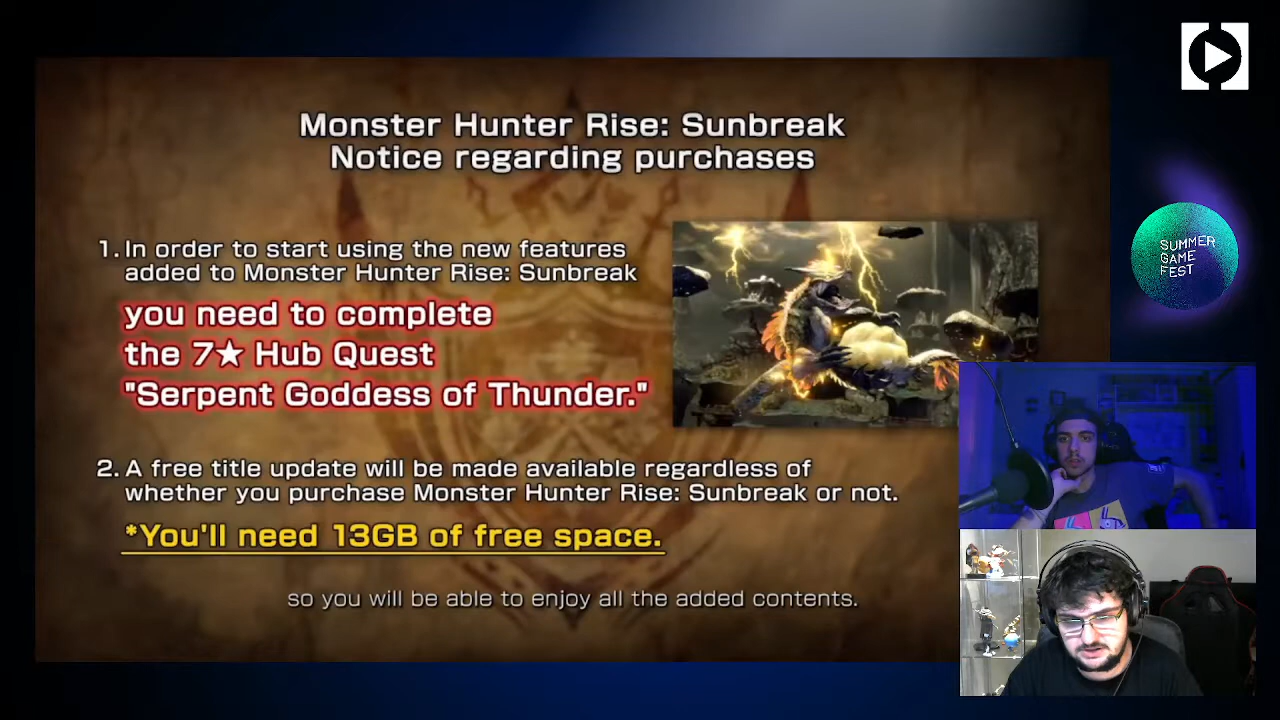 Monster Hunter Rise: Sunbreak
Notice regarding purchases
1. In order to start using the new features
added to Monster Hunter Rise: Sunbreak
you need to complete
the 7★ Hub Quest
"Serpent Goddess of Thunder."
2. A free title update will be made available regardless of
whether you purchase Monster Hunter Rise: Sunbreak or not.
*You'll need 13GB of free space.
so you will be able to enjoy all the added contents.
SUMMER
GAME
FEST